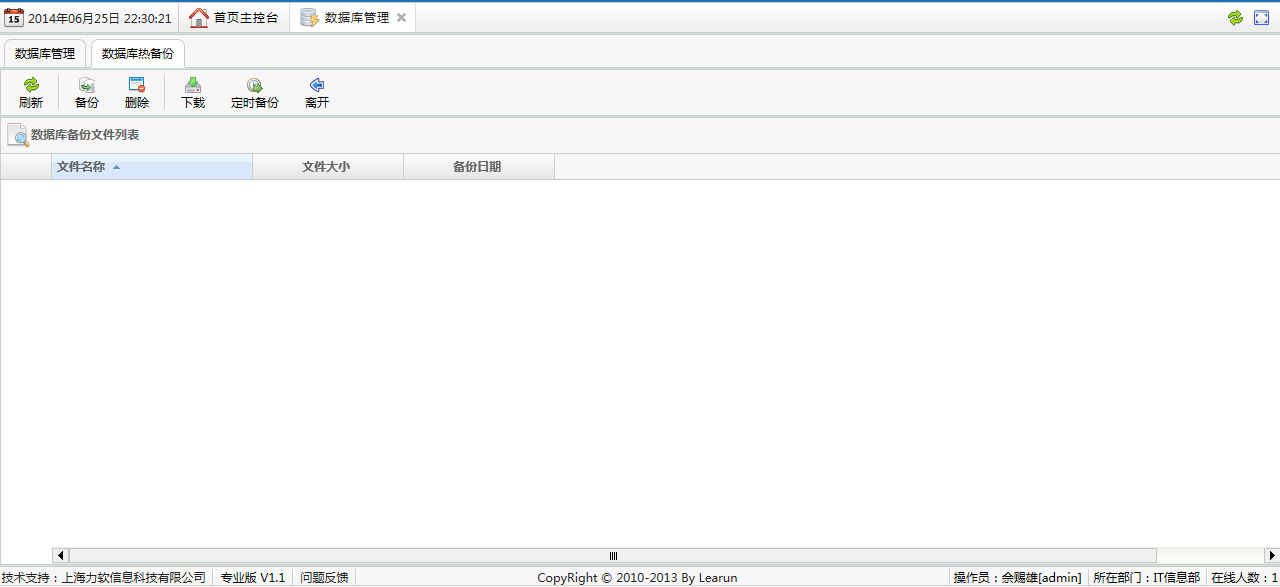 15 2014年06月25日 22:30:21 首页主控台 数据库管理
数据库管理 数据库热备份
刷新 备份 删除 下载 定时备份 离开
数据库备份文件列表
文件名称 文件大小 备份日期
技术支持：上海力软信息科技有限公司 专业版 V1.1 问题反馈 CopyRight © 2010-2013 By Learun 操作员：余赐雄[admin] 所在部门：IT信息部 在线人数：1